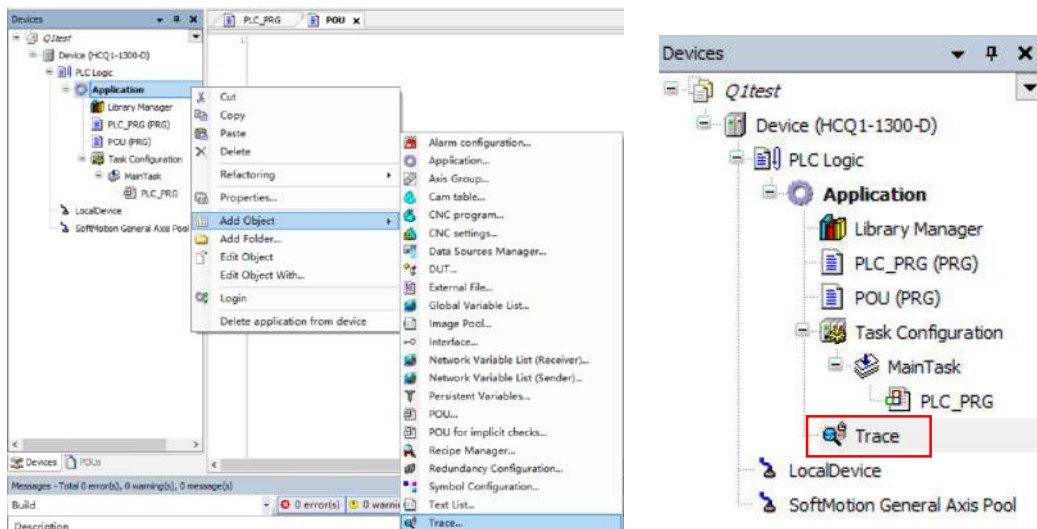 Devices
Q1test
Device (HCQ1-1300-D)
PLC Logic
Application
Library Manager
PLC_PRG (PRG)
POU (PRG)
Task Configuration
MainTask
PLC_PRG
LocalDevice
SoftMotion General Axis Pool
Devices
POUs
PLC_PRG
POU
1
Cut
Copy
Paste
Delete
Refactoring
Properties...
Add Object
Add Folder...
Edit Object
Edit Object With...
Login
Delete application from device
Alarm configuration...
Application...
Axis Group...
Cam table...
CNC program...
CNC settings...
Data Sources Manager...
DUT...
External File...
Global Variable List...
Image Pool...
Interface...
Network Variable List (Receiver)...
Network Variable List (Sender)...
Persistent Variables...
POU...
POU for implicit checks...
Recipe Manager...
Redundancy Configuration...
Symbol Configuration...
Text List...
Trace...
Messages - Total 0 error(s), 0 warning(s), 0 message(s)
Build
0 error(s)
0 warni
Description
Devices
Q1test
Device (HCQ1-1300-D)
PLC Logic
Application
Library Manager
PLC_PRG (PRG)
POU (PRG)
Task Configuration
MainTask
PLC_PRG
Trace
LocalDevice
SoftMotion General Axis Pool